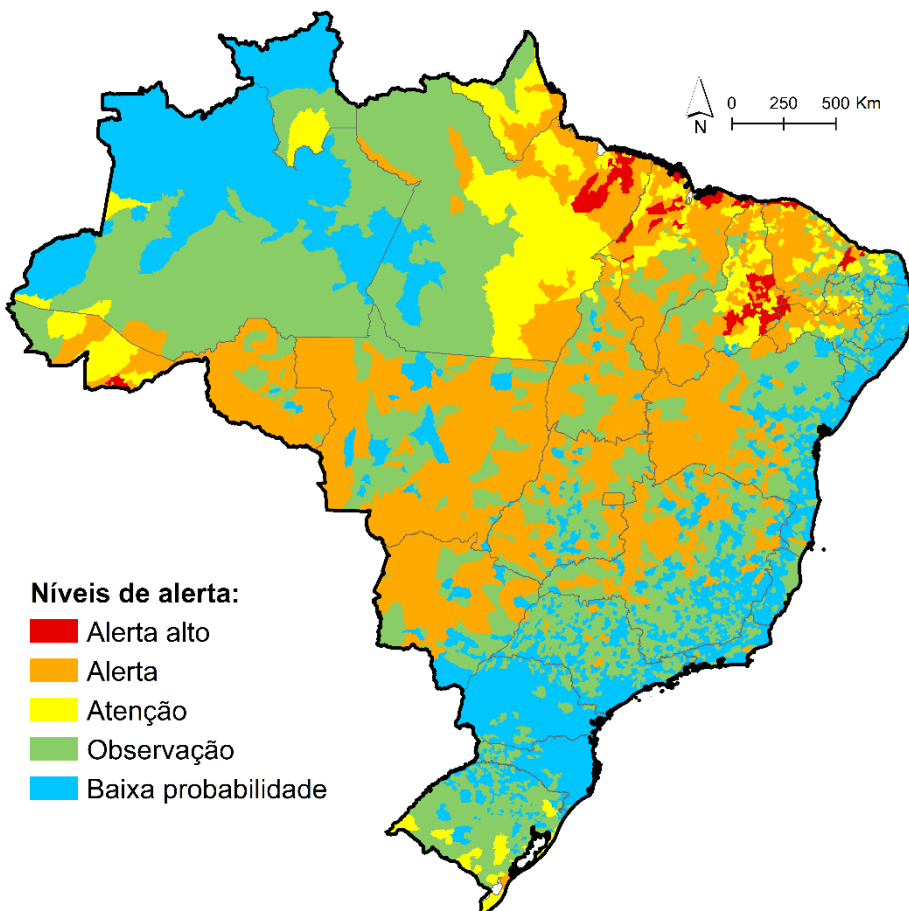 N
0 250 500 Km
Níveis de alerta:
Alerta alto
Alerta
Atenção
Observação
Baixa probabilidade